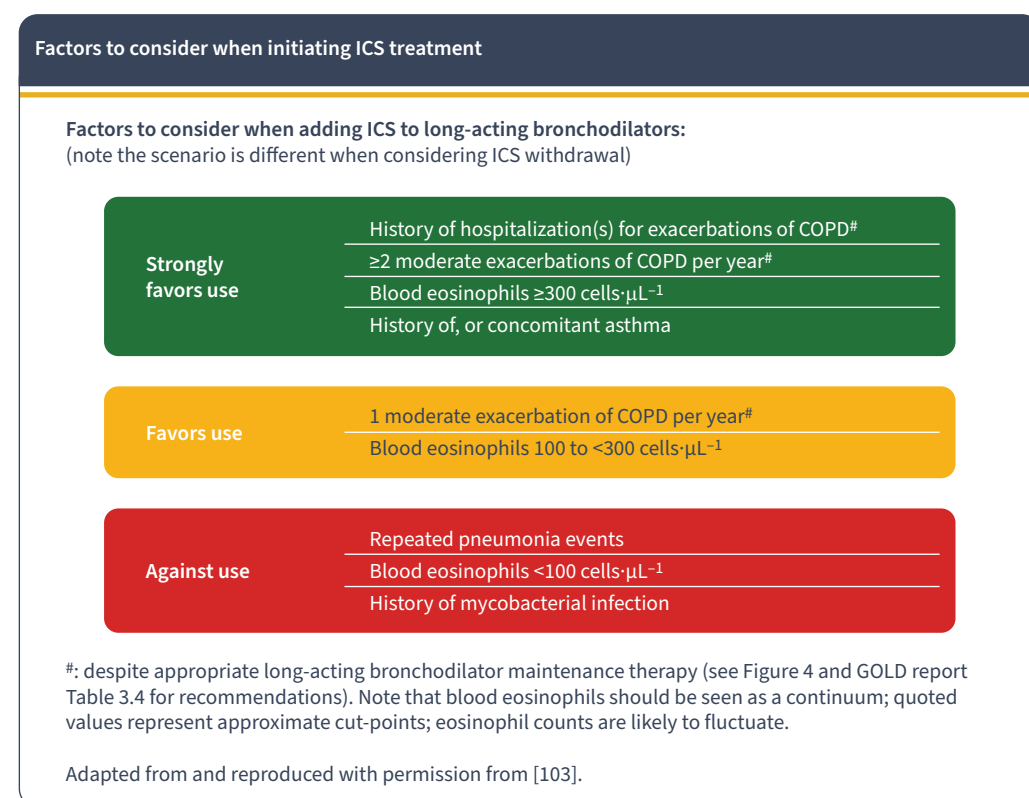 Factors to consider when initiating ICS treatment
Factors to consider when adding ICS to long-acting bronchodilators:
(note the scenario is different when considering ICS withdrawal)
Strongly
favors use
History of hospitalization(s) for exacerbations of COPD#
≥2 moderate exacerbations of COPD per year#
Blood eosinophils ≥300 cells·μL⁻¹
History of, or concomitant asthma
Favors use
1 moderate exacerbation of COPD per year#
Blood eosinophils 100 to <300 cells·μL⁻¹
Against use
Repeated pneumonia events
Blood eosinophils <100 cells·μL⁻¹
History of mycobacterial infection
#: despite appropriate long-acting bronchodilator maintenance therapy (see Figure 4 and GOLD report
Table 3.4 for recommendations). Note that blood eosinophils should be seen as a continuum; quoted
values represent approximate cut-points; eosinophil counts are likely to fluctuate.
Adapted from and reproduced with permission from [103].